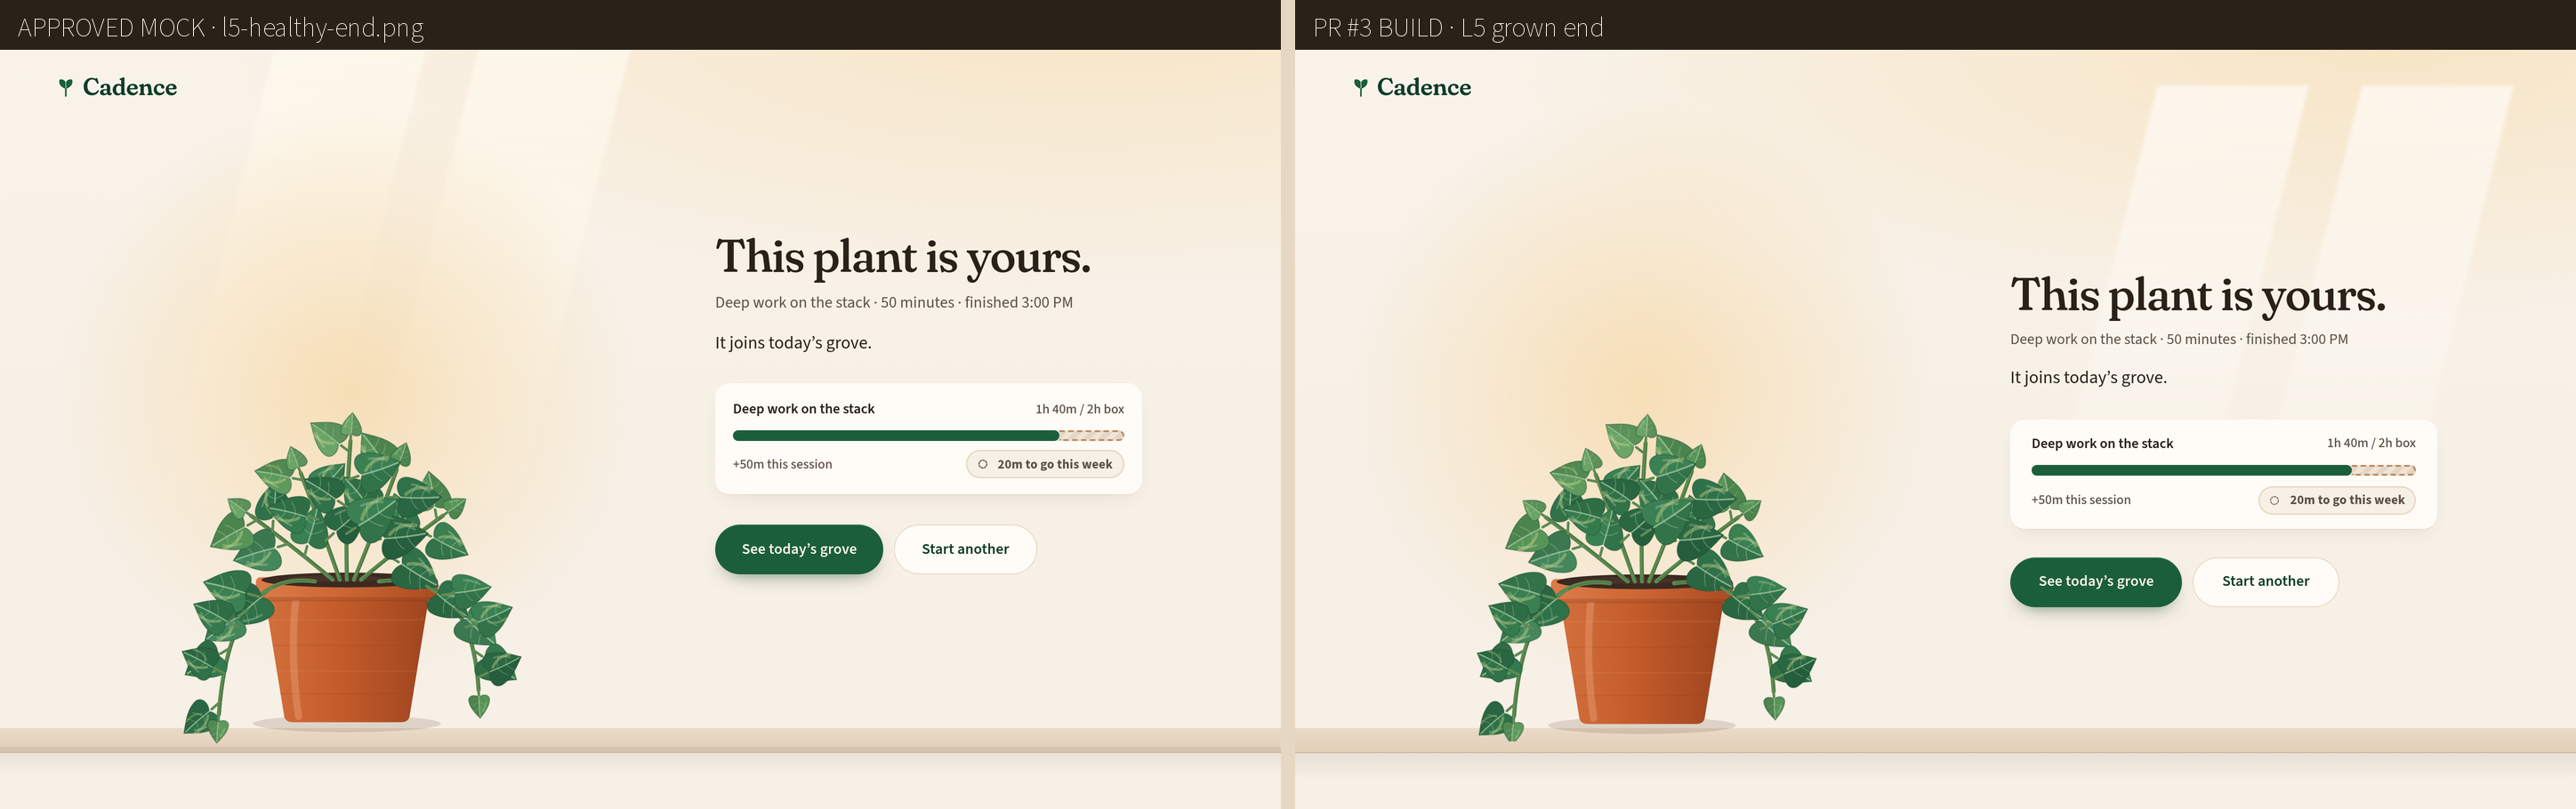 APPROVED MOCK · l5-healthy-end.png
Cadence
This plant is yours.
Deep work on the stack · 50 minutes · finished 3:00 PM
It joins today’s grove.
Deep work on the stack 1h 40m / 2h box
+50m this session 20m to go this week
See today’s grove Start another
PR #3 BUILD · L5 grown end
Cadence
This plant is yours.
Deep work on the stack · 50 minutes · finished 3:00 PM
It joins today’s grove.
Deep work on the stack 1h 40m / 2h box
+50m this session 20m to go this week
See today’s grove Start another